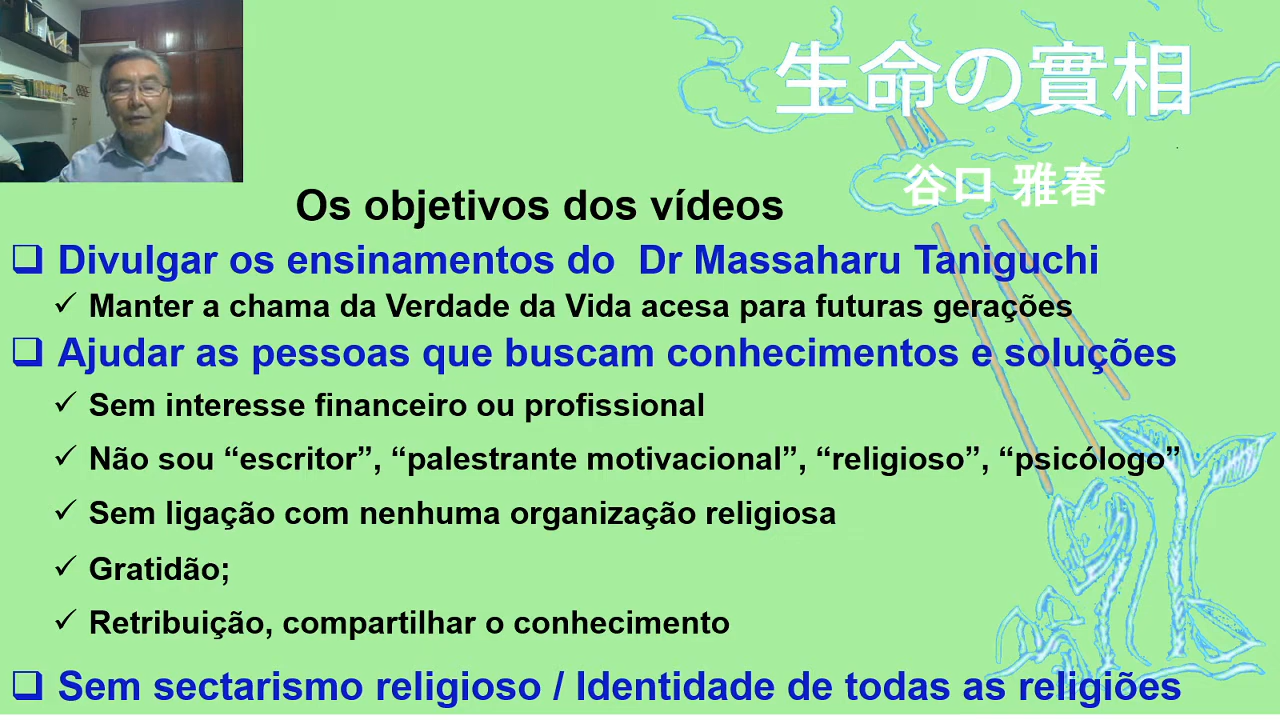 生命の實相
谷口 雅春
Os objetivos dos vídeos
Divulgar os ensinamentos do Dr Massaharu Taniguchi
Manter a chama da Verdade da Vida acesa para futuras gerações
Ajudar as pessoas que buscam conhecimentos e soluções
Sem interesse financeiro ou profissional
Não sou “escritor”, “palestrante motivacional”, “religioso”, “psicólogo”
Sem ligação com nenhuma organização religiosa
Gratidão;
Retribuição, compartilhar o conhecimento
Sem sectarismo religioso / Identidade de todas as religiões